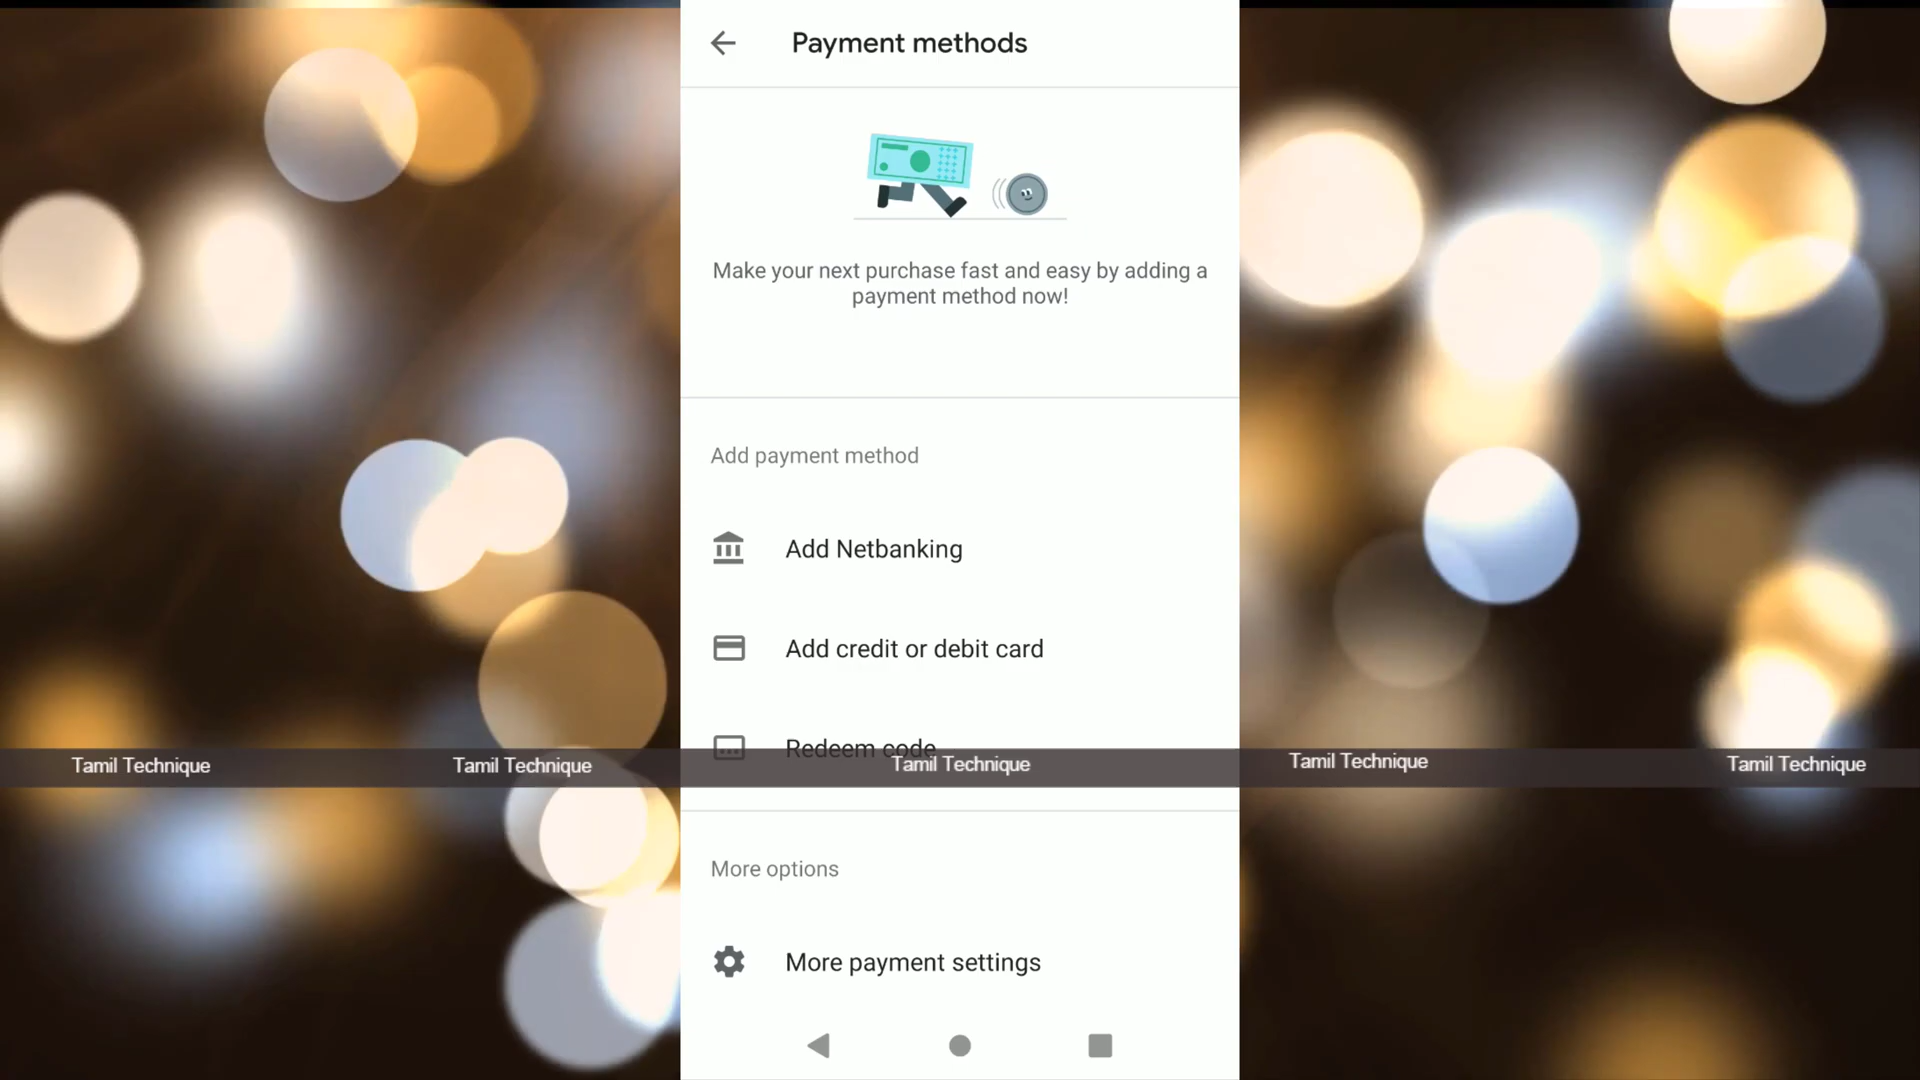 Payment methods
Make your next purchase fast and easy by adding a
payment method now!
Add payment method
Add Netbanking
Add credit or debit card
Redeem code
Tamil Technique
Tamil Technique
Tamil Technique
Tamil Technique
Tamil Technique
More options
More payment settings